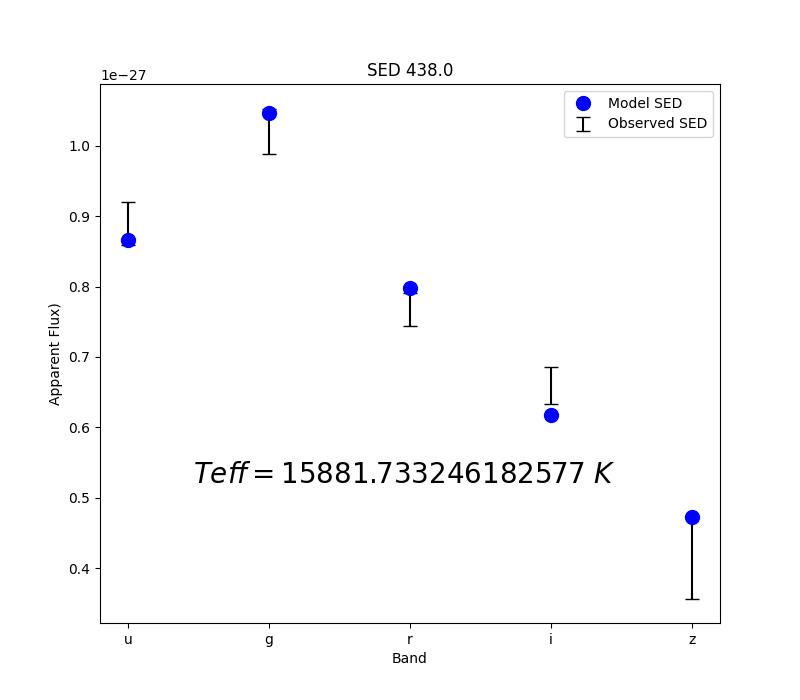 SED 438.0
1e−27
Model SED
Observed SED
1.0
0.9
0.8
0.7
0.6
0.5
0.4
Apparent Flux)
Teff = 15881.733246182577 K
u g r i z
Band